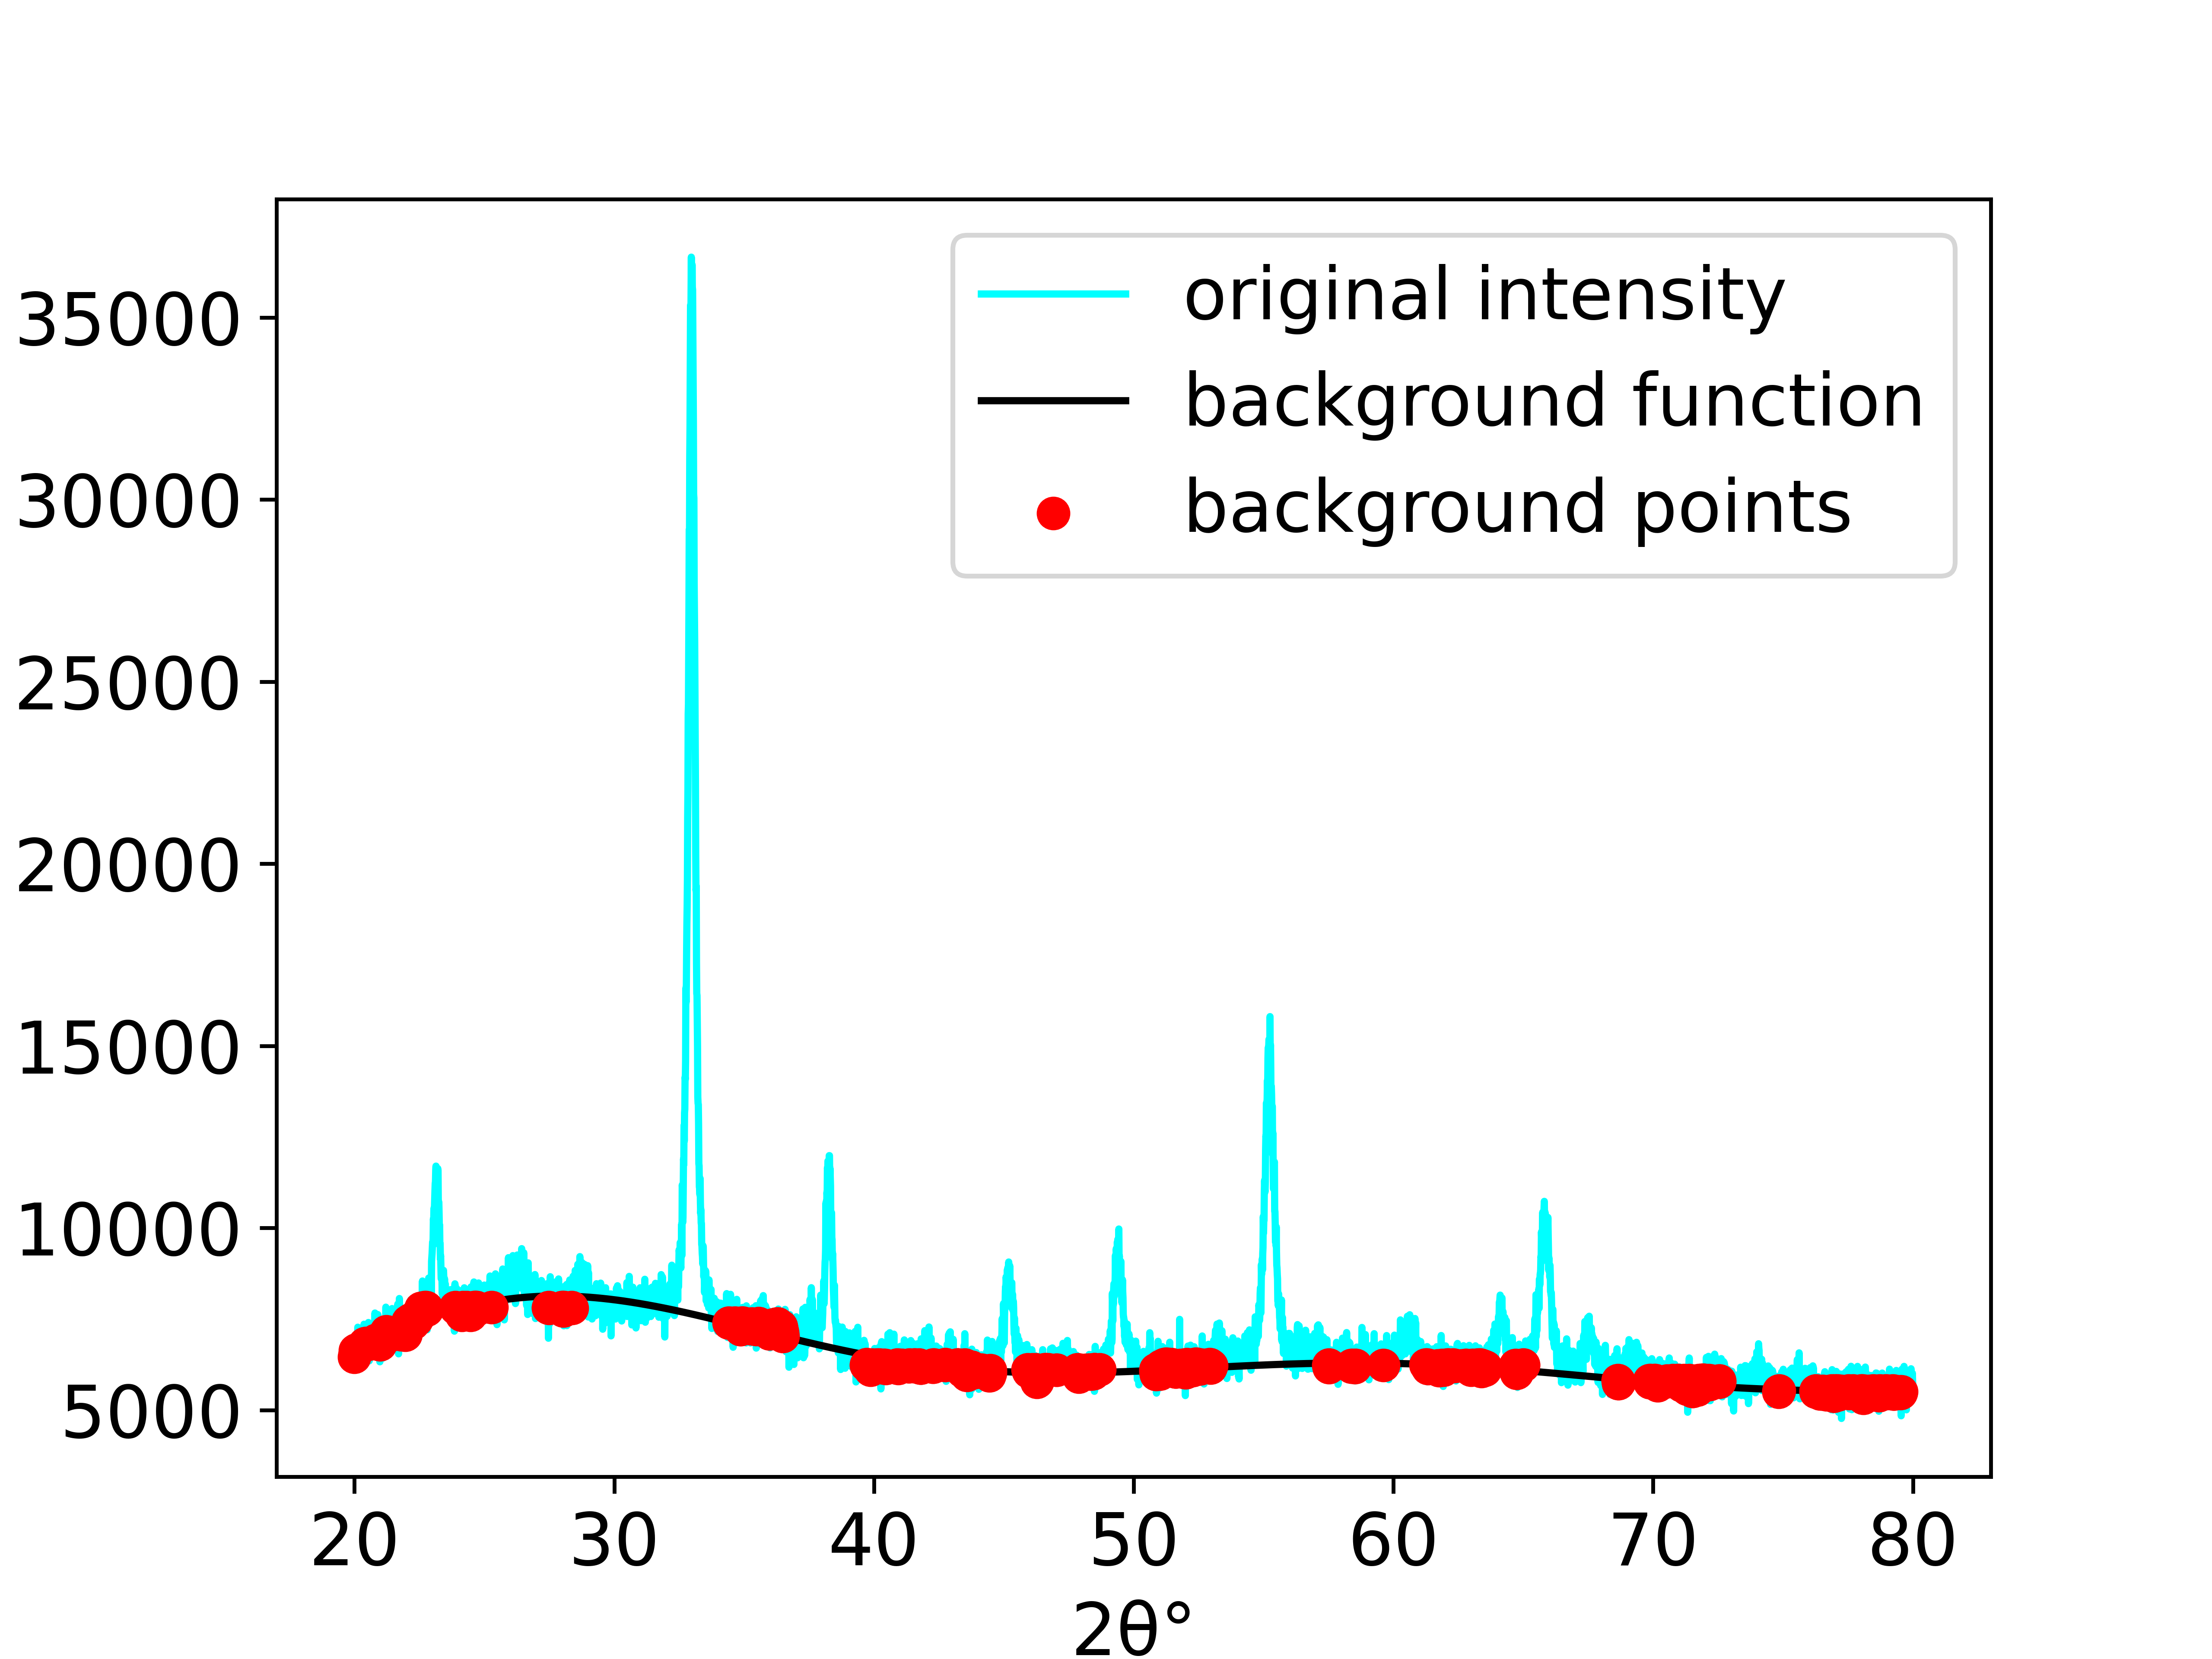 original intensity
background function
background points
35000
30000
25000
20000
15000
10000
5000
20 30 40 50 60 70 80
2θ°